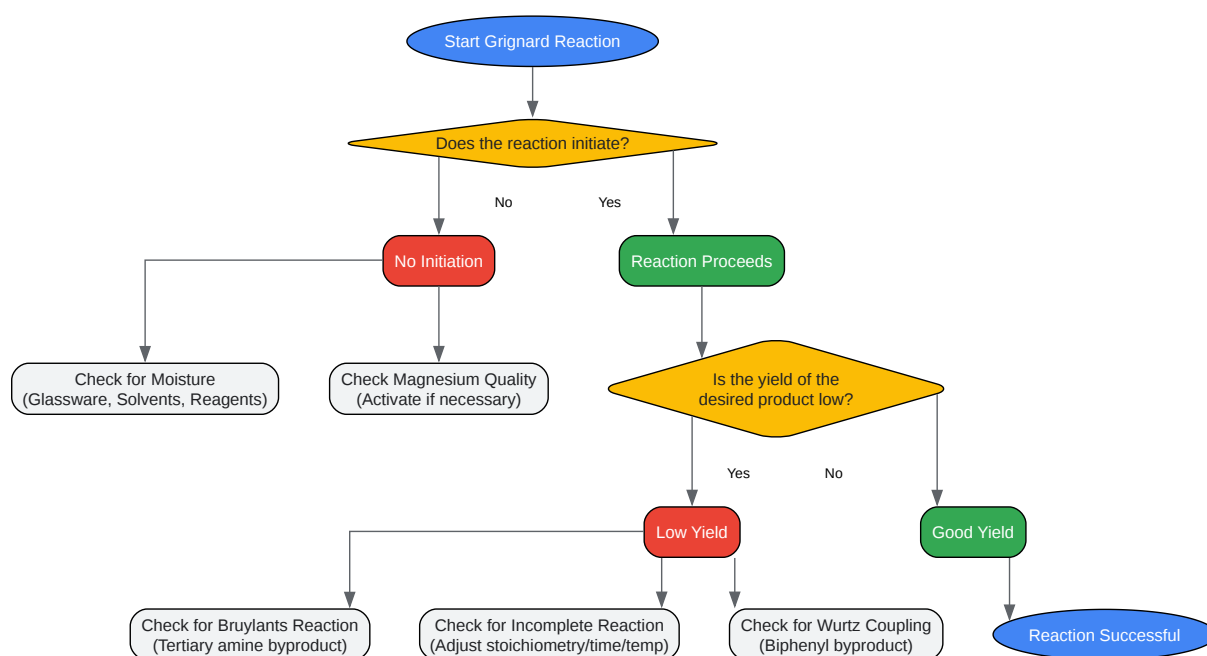 Start Grignard Reaction
Does the reaction initiate?
No
Yes
No Initiation
Reaction Proceeds
Check for Moisture
(Glassware, Solvents, Reagents)
Check Magnesium Quality
(Activate if necessary)
Is the yield of the
desired product low?
Yes
No
Low Yield
Good Yield
Check for Bruylants Reaction
(Tertiary amine byproduct)
Check for Incomplete Reaction
(Adjust stoichiometry/time/temp)
Check for Wurtz Coupling
(Biphenyl byproduct)
Reaction Successful